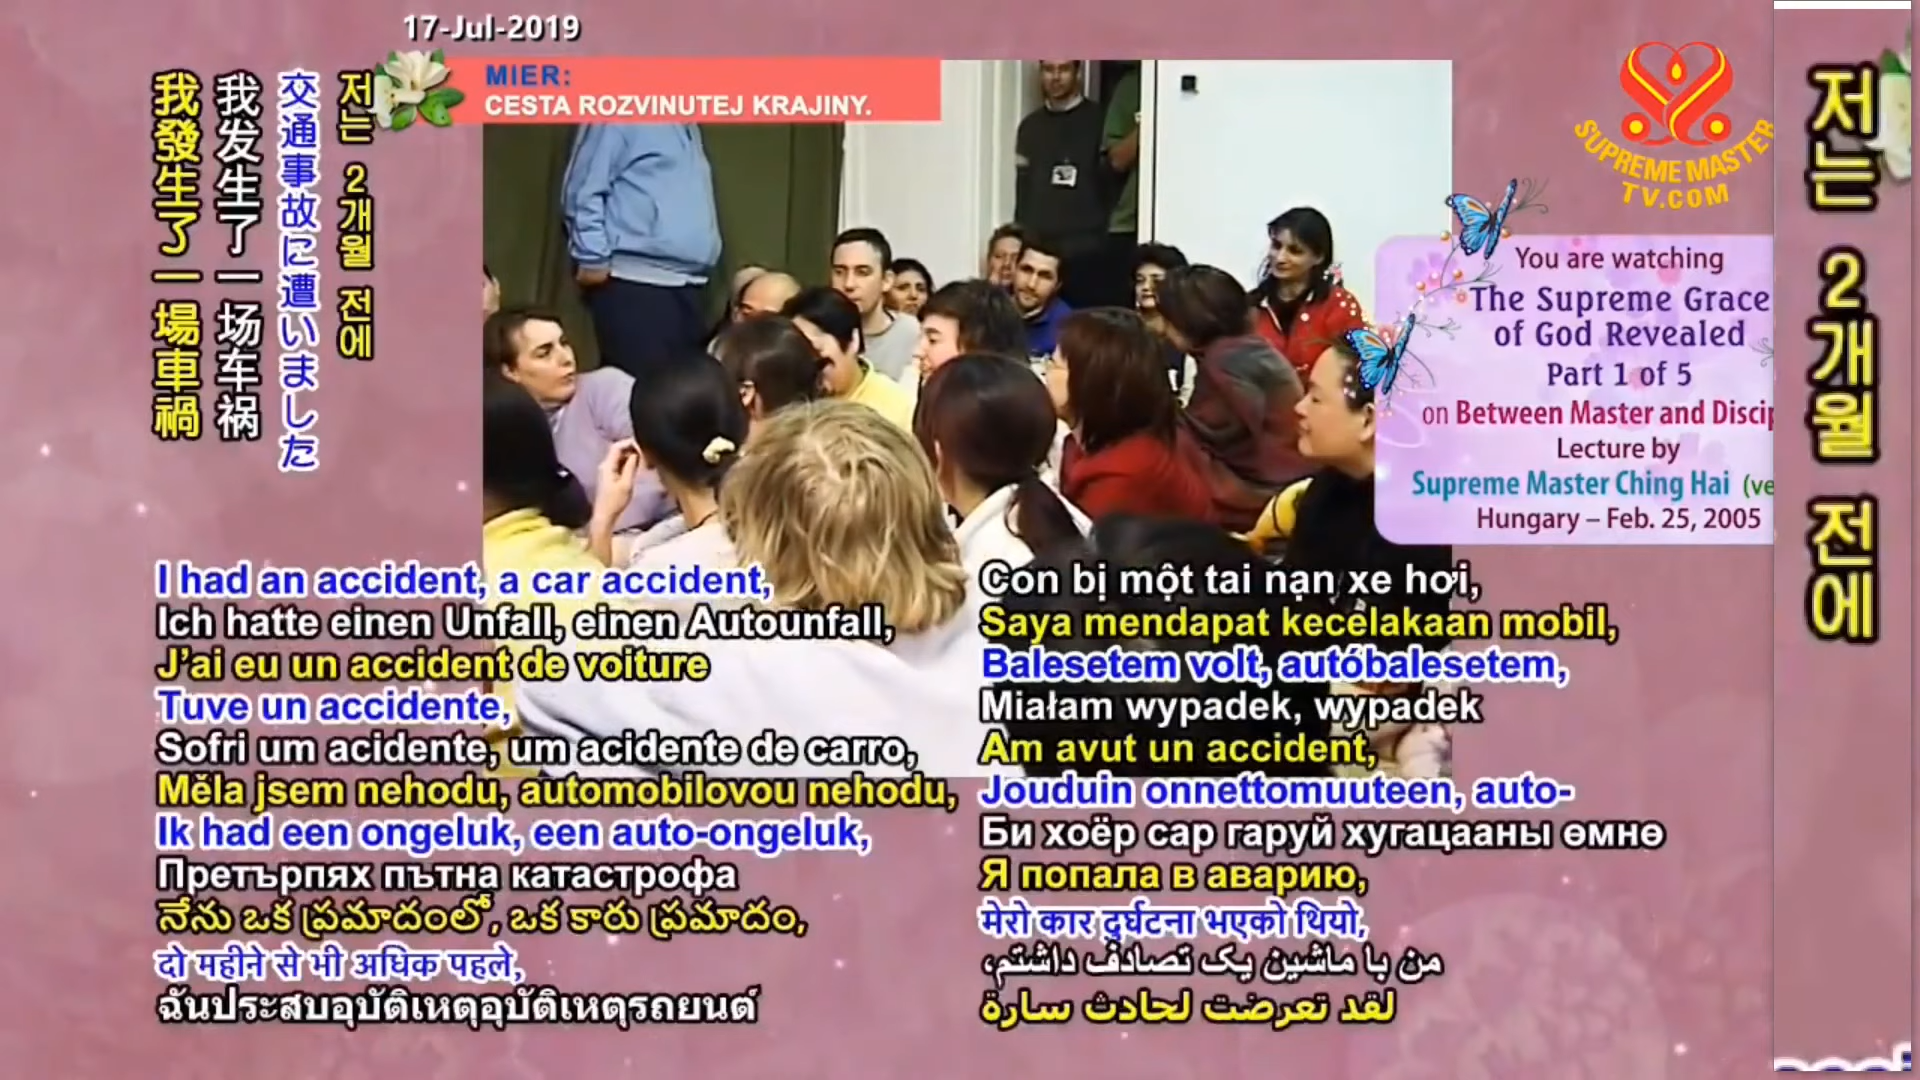 17-Jul-2019
MIER:
CESTA ROZVINUTEJ KRAJINY.
我發生了一場車禍
我发生了一场车祸
交通事故に遭いました
저는 2개월 전에
SUPREME MASTER
TV.COM
You are watching
The Supreme Grace
of God Revealed
Part 1 of 5
on Between Master and Discip
Lecture by
Supreme Master Ching Hai (ve
Hungary – Feb. 25, 2005
저는 2개월 전에
I had an accident, a car accident,
Ich hatte einen Unfall, einen Autounfall,
J’ai eu un accident de voiture
Tuve un accidente,
Sofri um acidente, um acidente de carro,
Měla jsem nehodu, automobilovou nehodu,
Ik had een ongeluk, een auto-ongeluk,
Претърпях пътна катастрофа
నేను ఒక ప్రమాదంలో, ఒక కారు ప్రమాదం,
दो महीने से भी अधिक पहले,
ฉันประสบอุบัติเหตุอุบัติเหตุรถยนต์
Con bị một tai nạn xe hơi,
Saya mendapat kecelakaan mobil,
Balesetem volt, autóbalesetem,
Miałam wypadek, wypadek
Am avut un accident,
Jouduin onnettomuuteen, auto-
Би хоёр сар гаруй хугацааны өмнө
Я попала в аварию,
मेरो कार दुर्घटना भएको थियो,
من با ماشین یک تصادف داشتم،
لقد تعرضت لحادث سارة